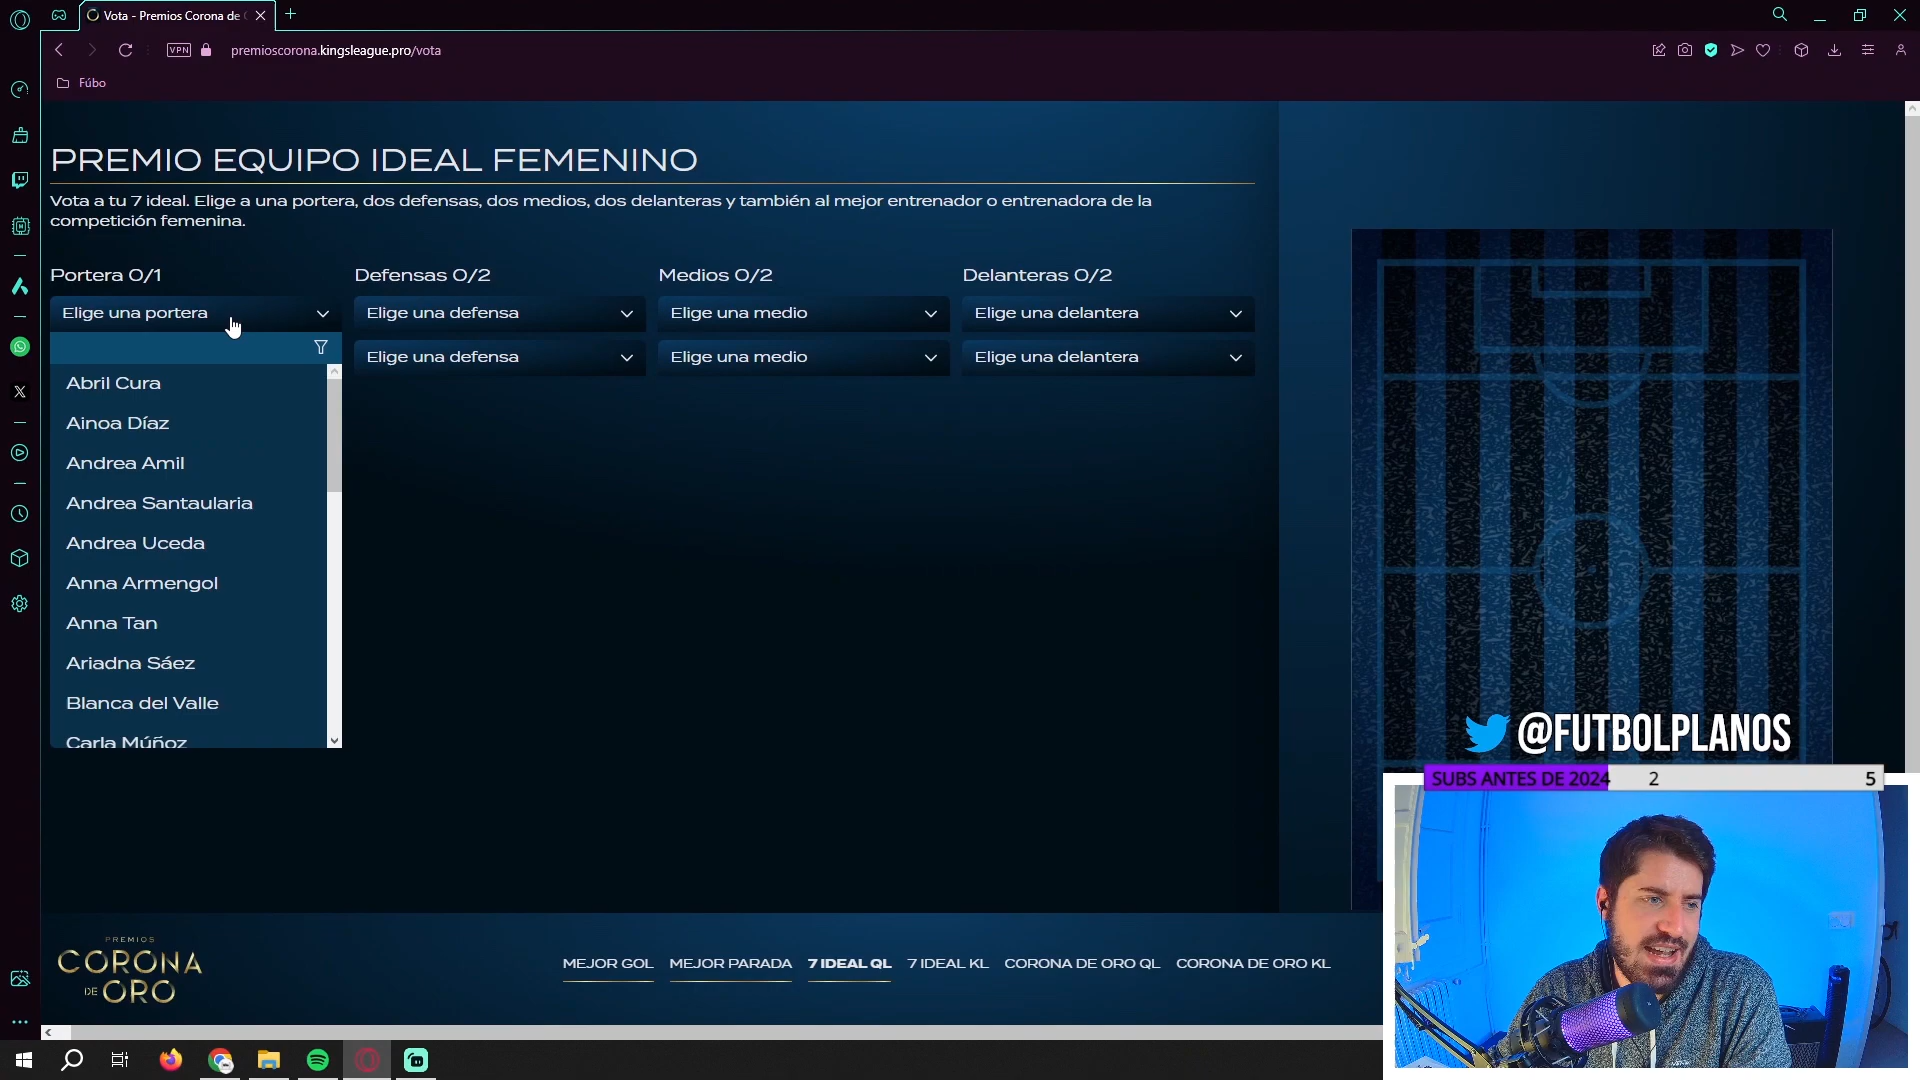 Vota - Premios Corona de
VPN
premioscorona.kingsleague.pro/vota
Fúbo
PREMIO EQUIPO IDEAL FEMENINO
Vota a tu 7 ideal. Elige a una portera, dos defensas, dos medios, dos delanteras y también al mejor entrenador o entrenadora de la
competición femenina.
Portera 0/1 Defensas 0/2 Medios 0/2 Delanteras 0/2
Elige una portera Elige una defensa Elige una medio Elige una delantera
Elige una defensa Elige una medio Elige una delantera
Abril Cura
Ainoa Díaz
Andrea Amil
Andrea Santaularia
Andrea Uceda
Anna Armengol
Anna Tan
Ariadna Sáez
Blanca del Valle
Carla Múñoz
@FUTBOLPLANOS
SUBS ANTES DE 2024 2 5
PREMIOS
CORONA
DE ORO
MEJOR GOL MEJOR PARADA 7 IDEAL QL 7 IDEAL KL CORONA DE ORO QL CORONA DE ORO KL